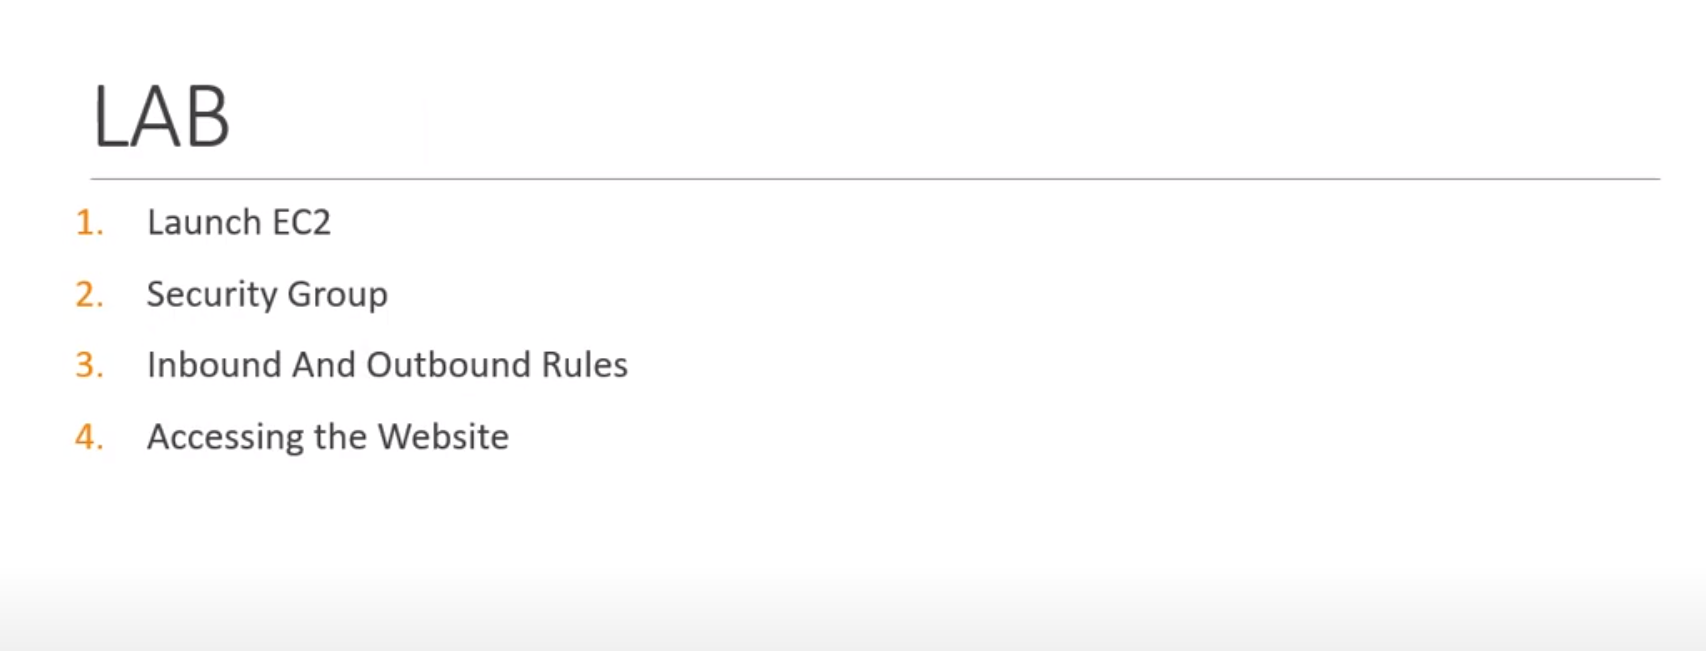 LAB
1. Launch EC2
2. Security Group
3. Inbound And Outbound Rules
4. Accessing the Website